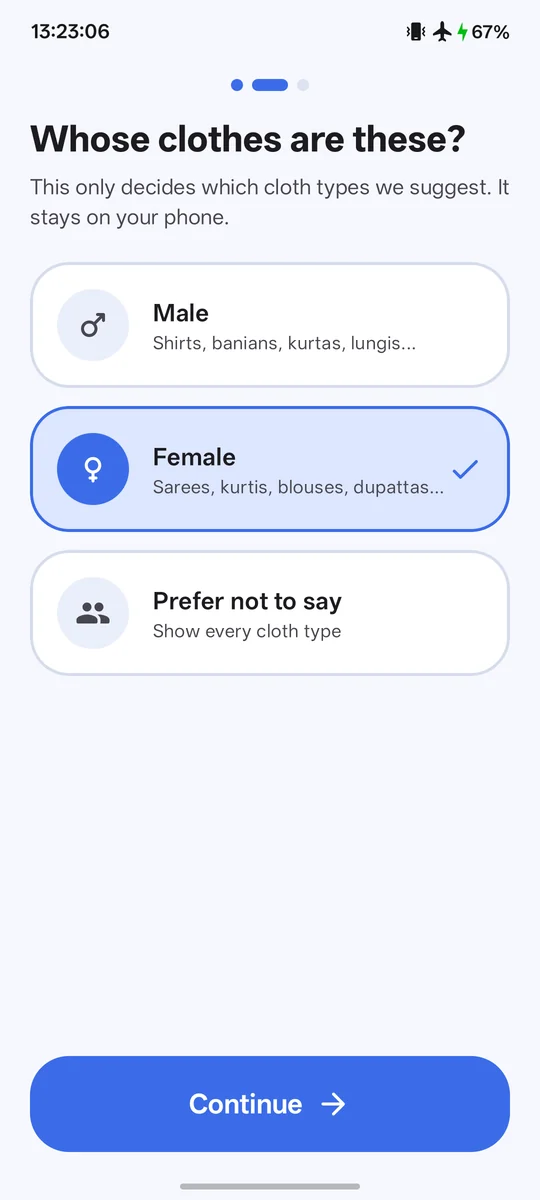 13:23:06
67%
Whose clothes are these?
This only decides which cloth types we suggest. It
stays on your phone.
Male
Shirts, banians, kurtas, lungis...
Female
Sarees, kurtis, blouses, dupattas...
Prefer not to say
Show every cloth type
Continue